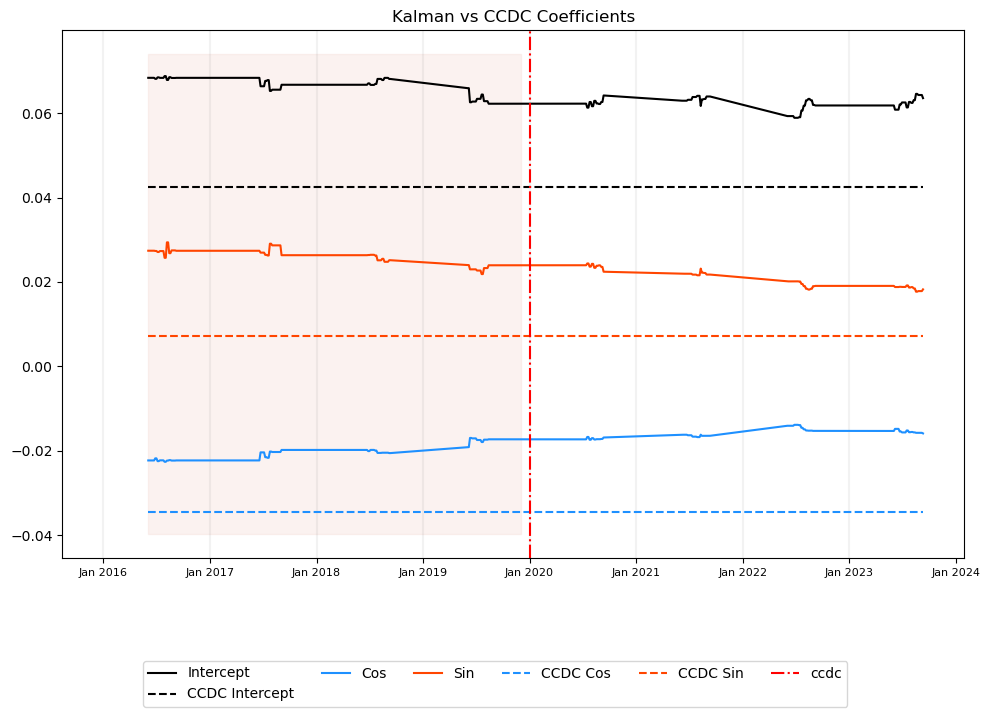 Kalman vs CCDC Coefficients
0.06
0.04
0.02
0.00
−0.02
−0.04
Jan 2016 Jan 2017 Jan 2018 Jan 2019 Jan 2020 Jan 2021 Jan 2022 Jan 2023 Jan 2024
Intercept Cos Sin CCDC Cos CCDC Sin ccdc
CCDC Intercept